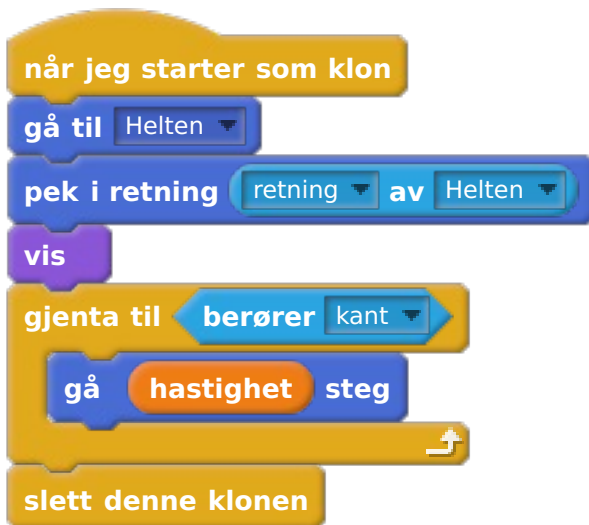 når jeg starter som klon
gå til Helten
pek i retning retning av Helten
vis
gjenta til berører kant
gå hastighet steg
slett denne klonen